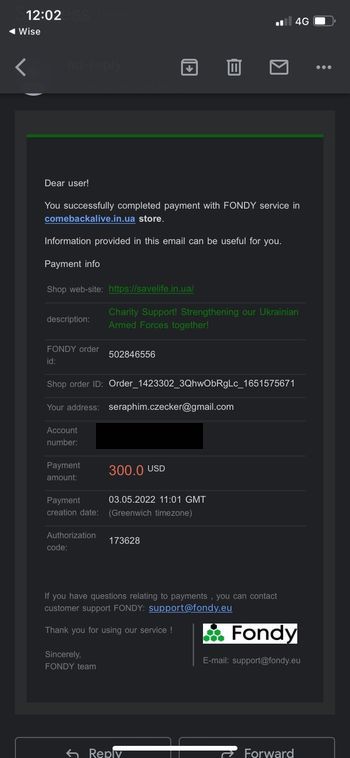 12:02
4G
◀ Wise
Dear user!
You successfully completed payment with FONDY service in
comebackalive.in.ua store.
Information provided in this email can be useful for you.
Payment info
Shop web-site: https://savelife.in.ua/
description: Charity Support! Strengthening our Ukrainian
Armed Forces together!
FONDY order
id: 502846556
Shop order ID: Order_1423302_3QhwObRgLc_1651575671
Your address: seraphim.czecker@gmail.com
Account
number:
Payment
amount: 300.0 USD
Payment
creation date: 03.05.2022 11:01 GMT
(Greenwich timezone)
Authorization
code: 173628
If you have questions relating to payments , you can contact
customer support FONDY: support@fondy.eu
Thank you for using our service !
Sincerely,
FONDY team
Fondy
E-mail: support@fondy.eu
Reply
Forward